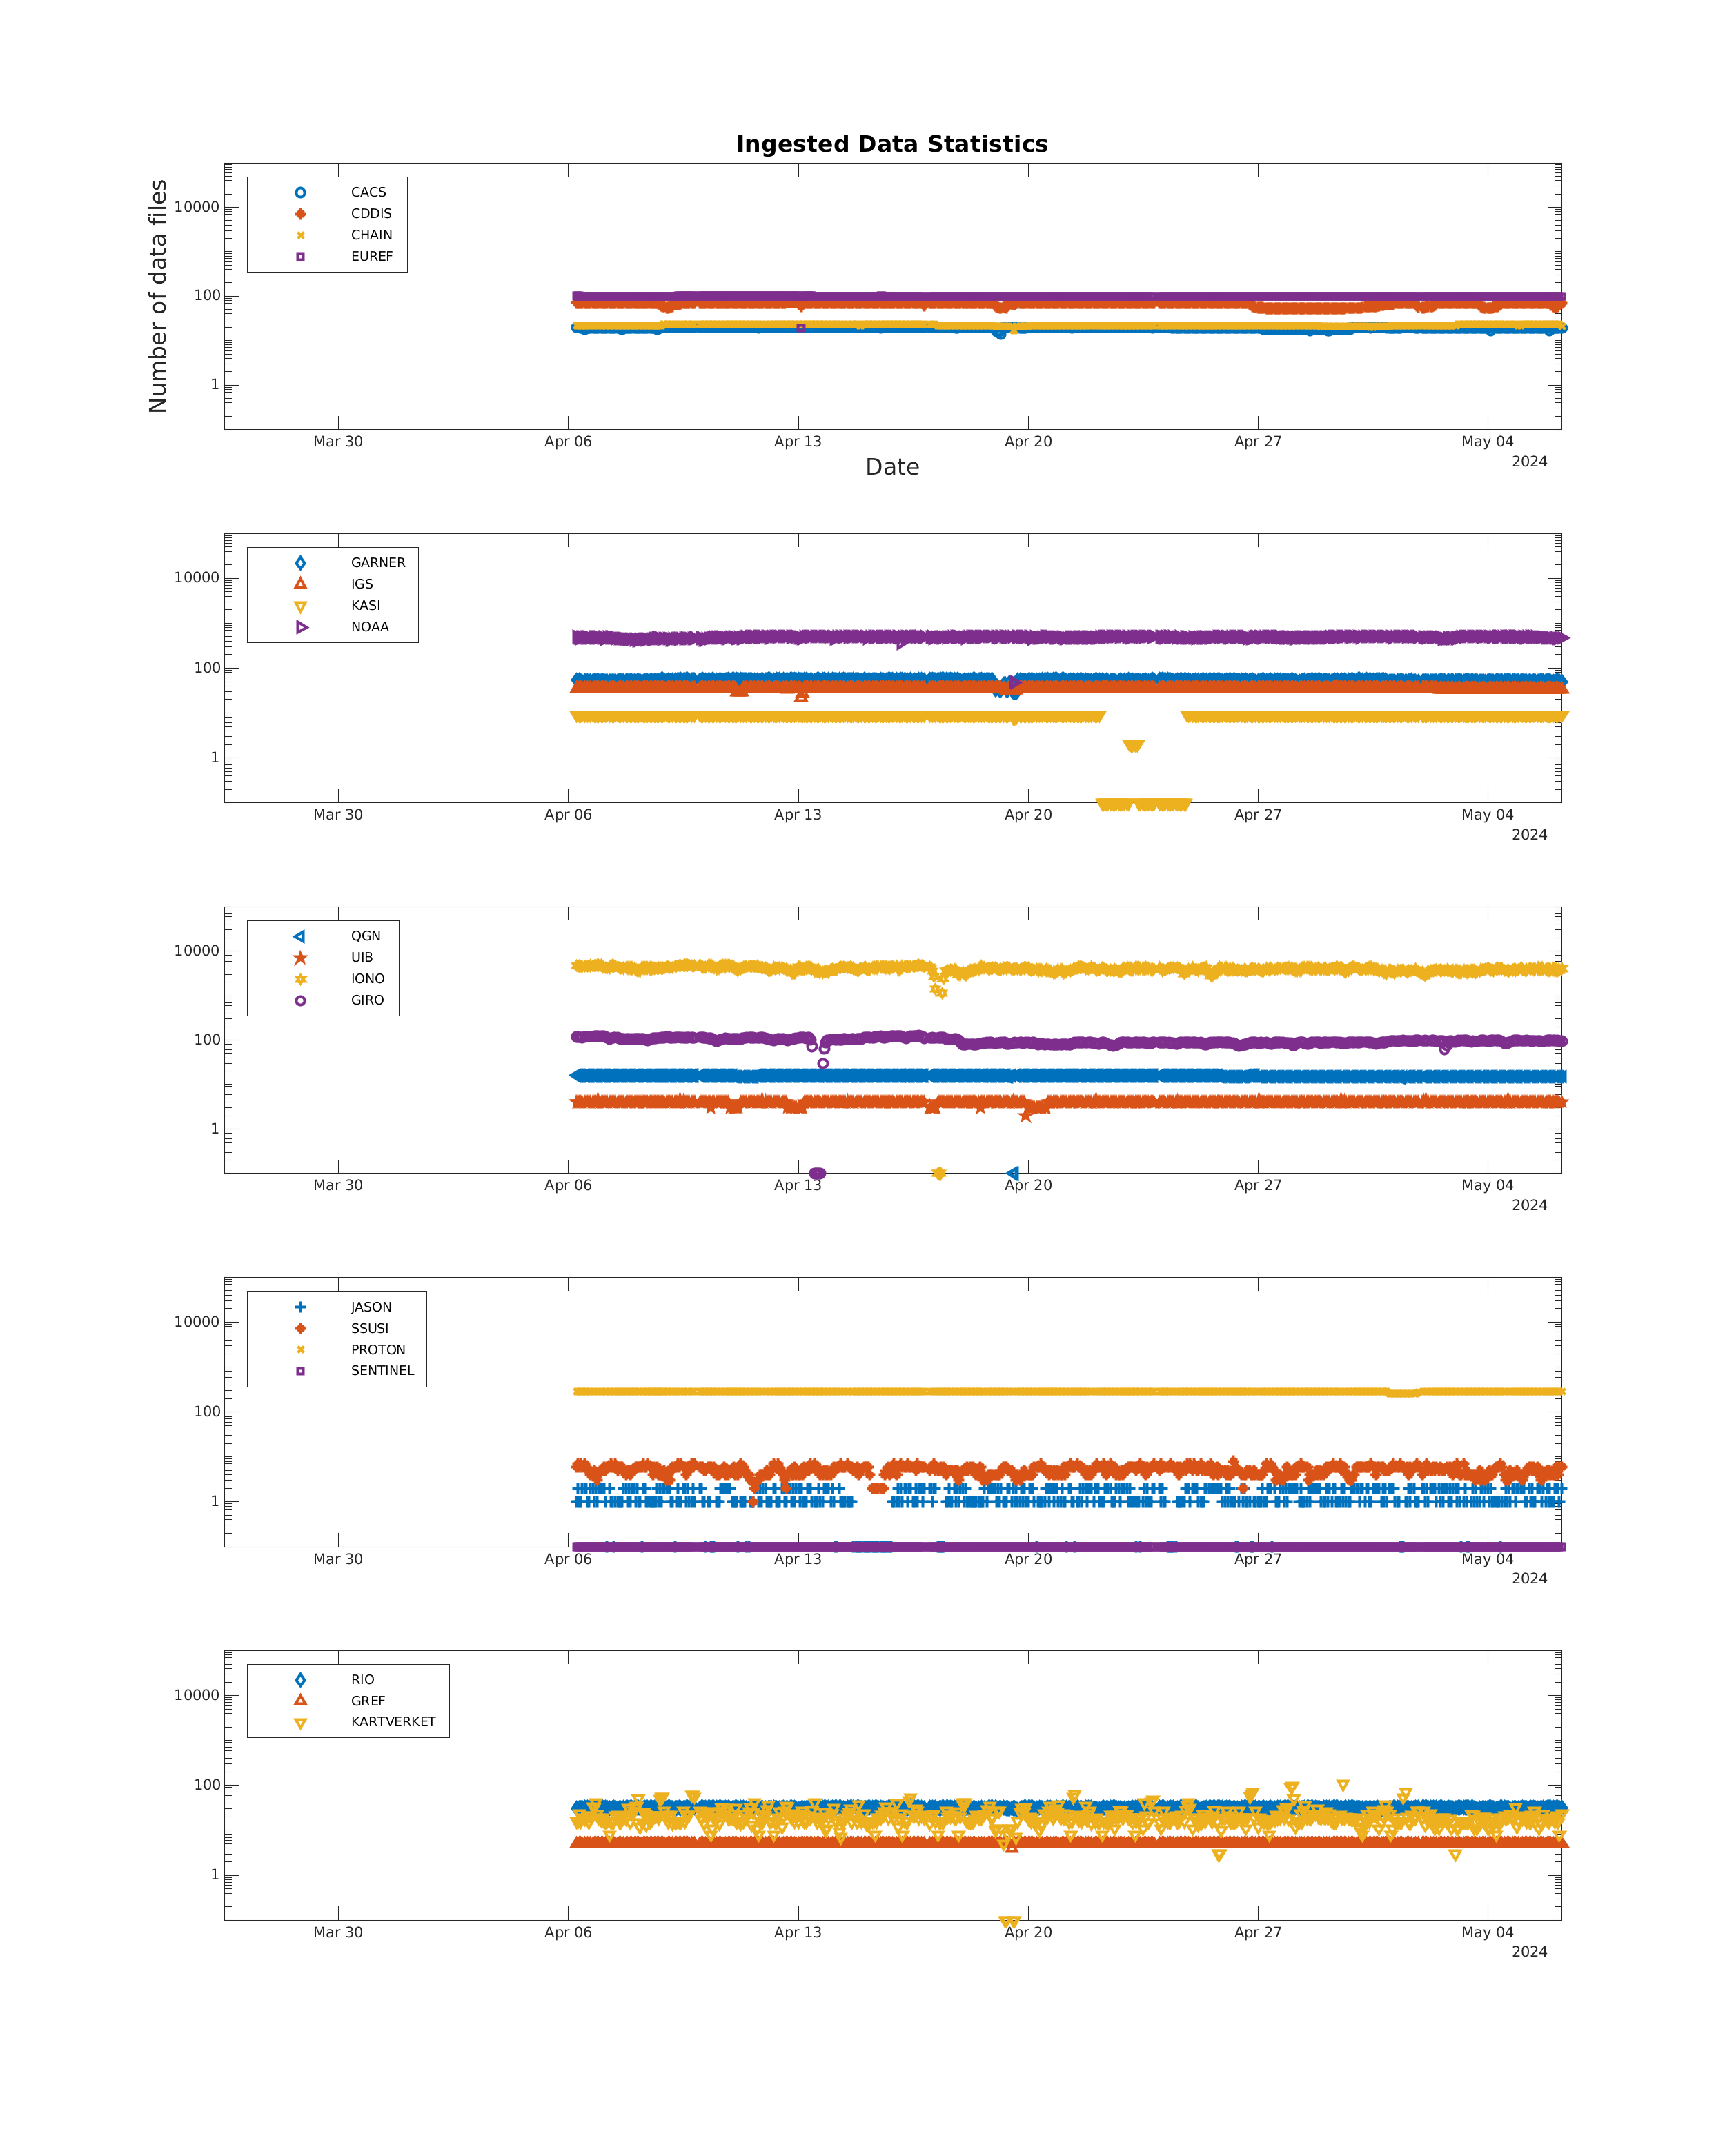 Ingested Data Statistics
Number of data files
10000
100
1
CACS
CDDIS
CHAIN
EUREF
Mar 30 Apr 06 Apr 13 Apr 20 Apr 27 May 04
2024
Date
10000
100
1
GARNER
IGS
KASI
NOAA
Mar 30 Apr 06 Apr 13 Apr 20 Apr 27 May 04
2024
10000
100
1
QGN
UIB
IONO
GIRO
Mar 30 Apr 06 Apr 13 Apr 20 Apr 27 May 04
2024
10000
100
1
JASON
SSUSI
PROTON
SENTINEL
Mar 30 Apr 06 Apr 13 Apr 20 Apr 27 May 04
2024
10000
100
1
RIO
GREF
KARTVERKET
Mar 30 Apr 06 Apr 13 Apr 20 Apr 27 May 04
2024